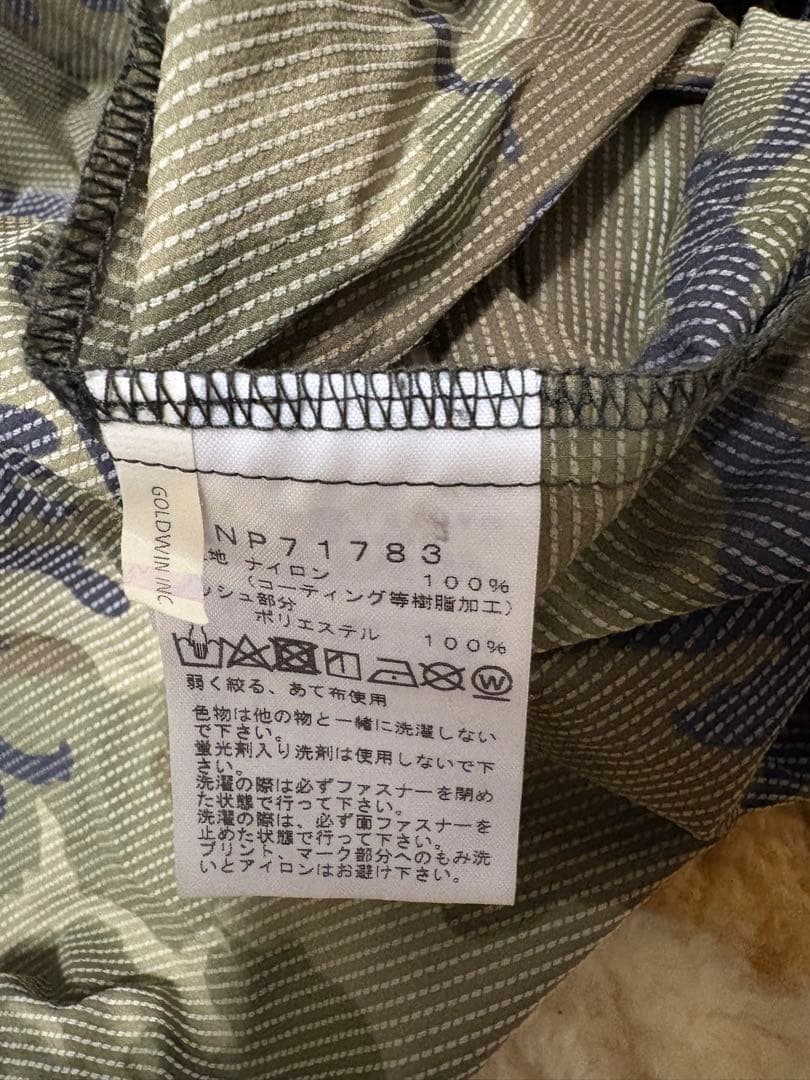 GOLDWIN INC
NP71783
地 ナイロン 100%
(コーティング等樹脂加工)
ッシュ部分
ポリエステル 100%
W
弱く絞る、あて布使用
色物は他の物と一緒に洗濯しない
で下さい。
蛍光剤入り洗剤は使用しないで下
さい。
洗濯の際は必ずファスナーを閉め
た状態で行って下さい。
洗濯の際は、必ず面ファスナーを
止めた状態で行って下さい。
プリント、マーク部分へのもみ洗
いとアイロンはお避け下さい。